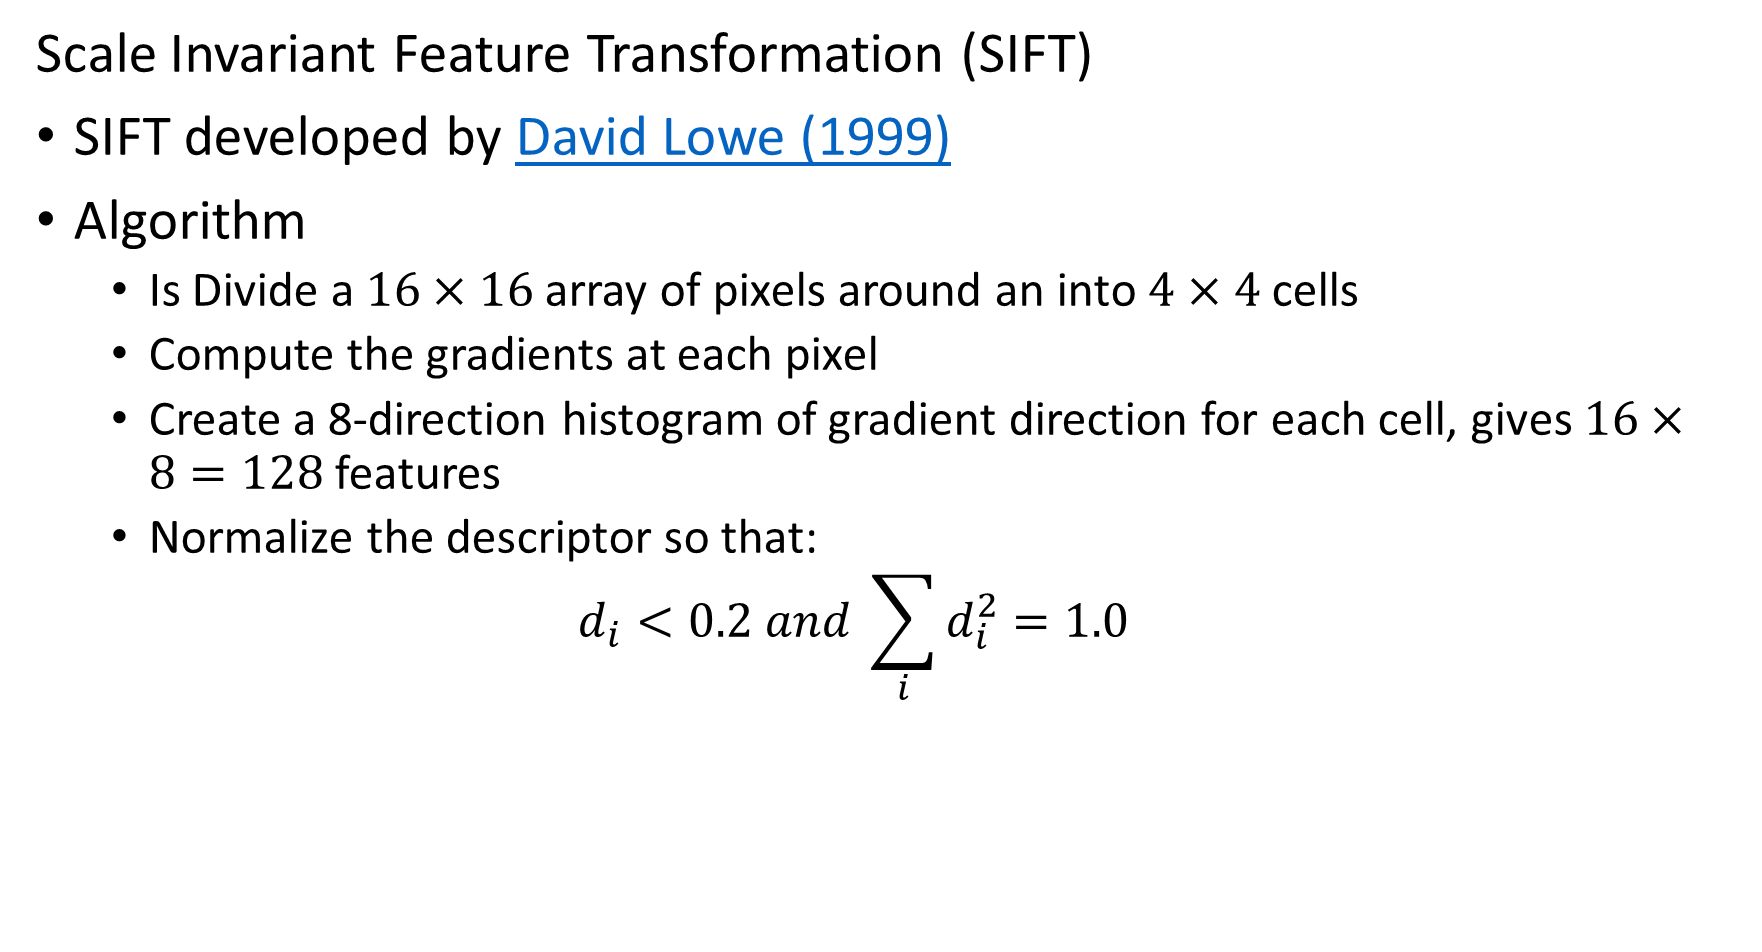 Scale Invariant Feature Transformation (SIFT)
• SIFT developed by David Lowe (1999)
• Algorithm
• Is Divide a 16 × 16 array of pixels around an into 4 × 4 cells
• Compute the gradients at each pixel
• Create a 8-direction histogram of gradient direction for each cell, gives 16 ×
8 = 128 features
• Normalize the descriptor so that:
d_i < 0.2 and ∑_i d_i^2 = 1.0